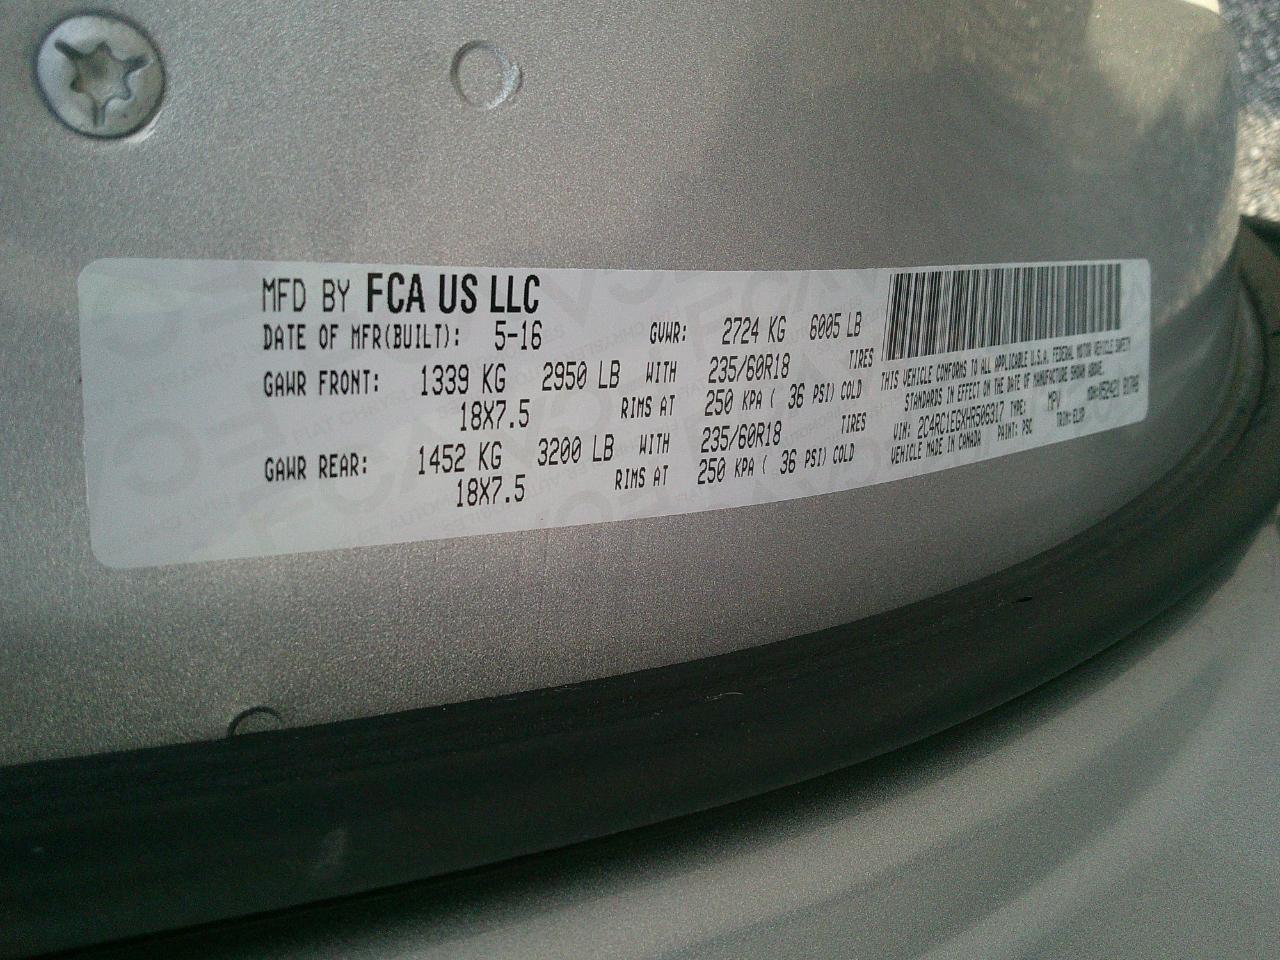 MFD BY FCA US LLC
DATE OF MFR(BUILT): 5-16 GVWR: 2724 KG 6005 LB
GAWR FRONT: 1339 KG 2950 LB WITH 235/60R18 TIRES
18X7.5 RIMS AT 250 KPA ( 36 PSI) COLD
GAWR REAR: 1452 KG 3200 LB WITH 235/60R18 TIRES
18X7.5 RIMS AT 250 KPA ( 36 PSI) COLD
THIS VEHICLE CONFORMS TO ALL APPLICABLE U.S.A. FEDERAL MOTOR VEHICLE SAFETY
STANDARDS IN EFFECT ON THE DATE OF MANUFACTURE SHOWN ABOVE.
VIN: 2C4RC1EGXHR506317 TYPE: MPV
VEHICLE MADE IN CANADA PAINT: PSC